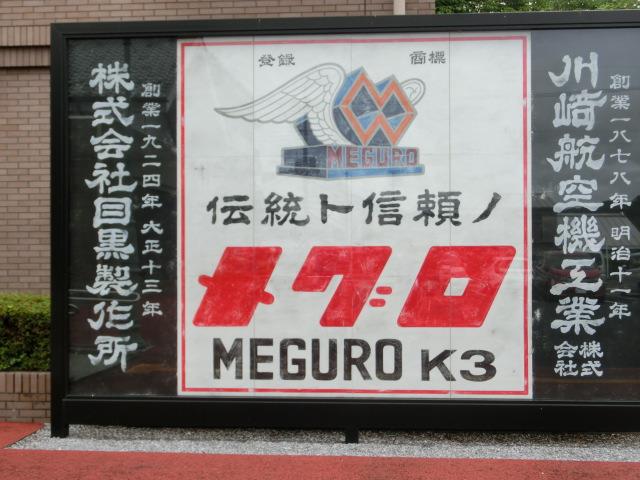 川﨑航空機工業株式会社
創業一八七八年 明治十一年
登録 商標
MEGURO
伝統ト信頼ノ
メグロ
MEGURO K3
創業一九二四年 大正十三年
株式会社目黒製作所